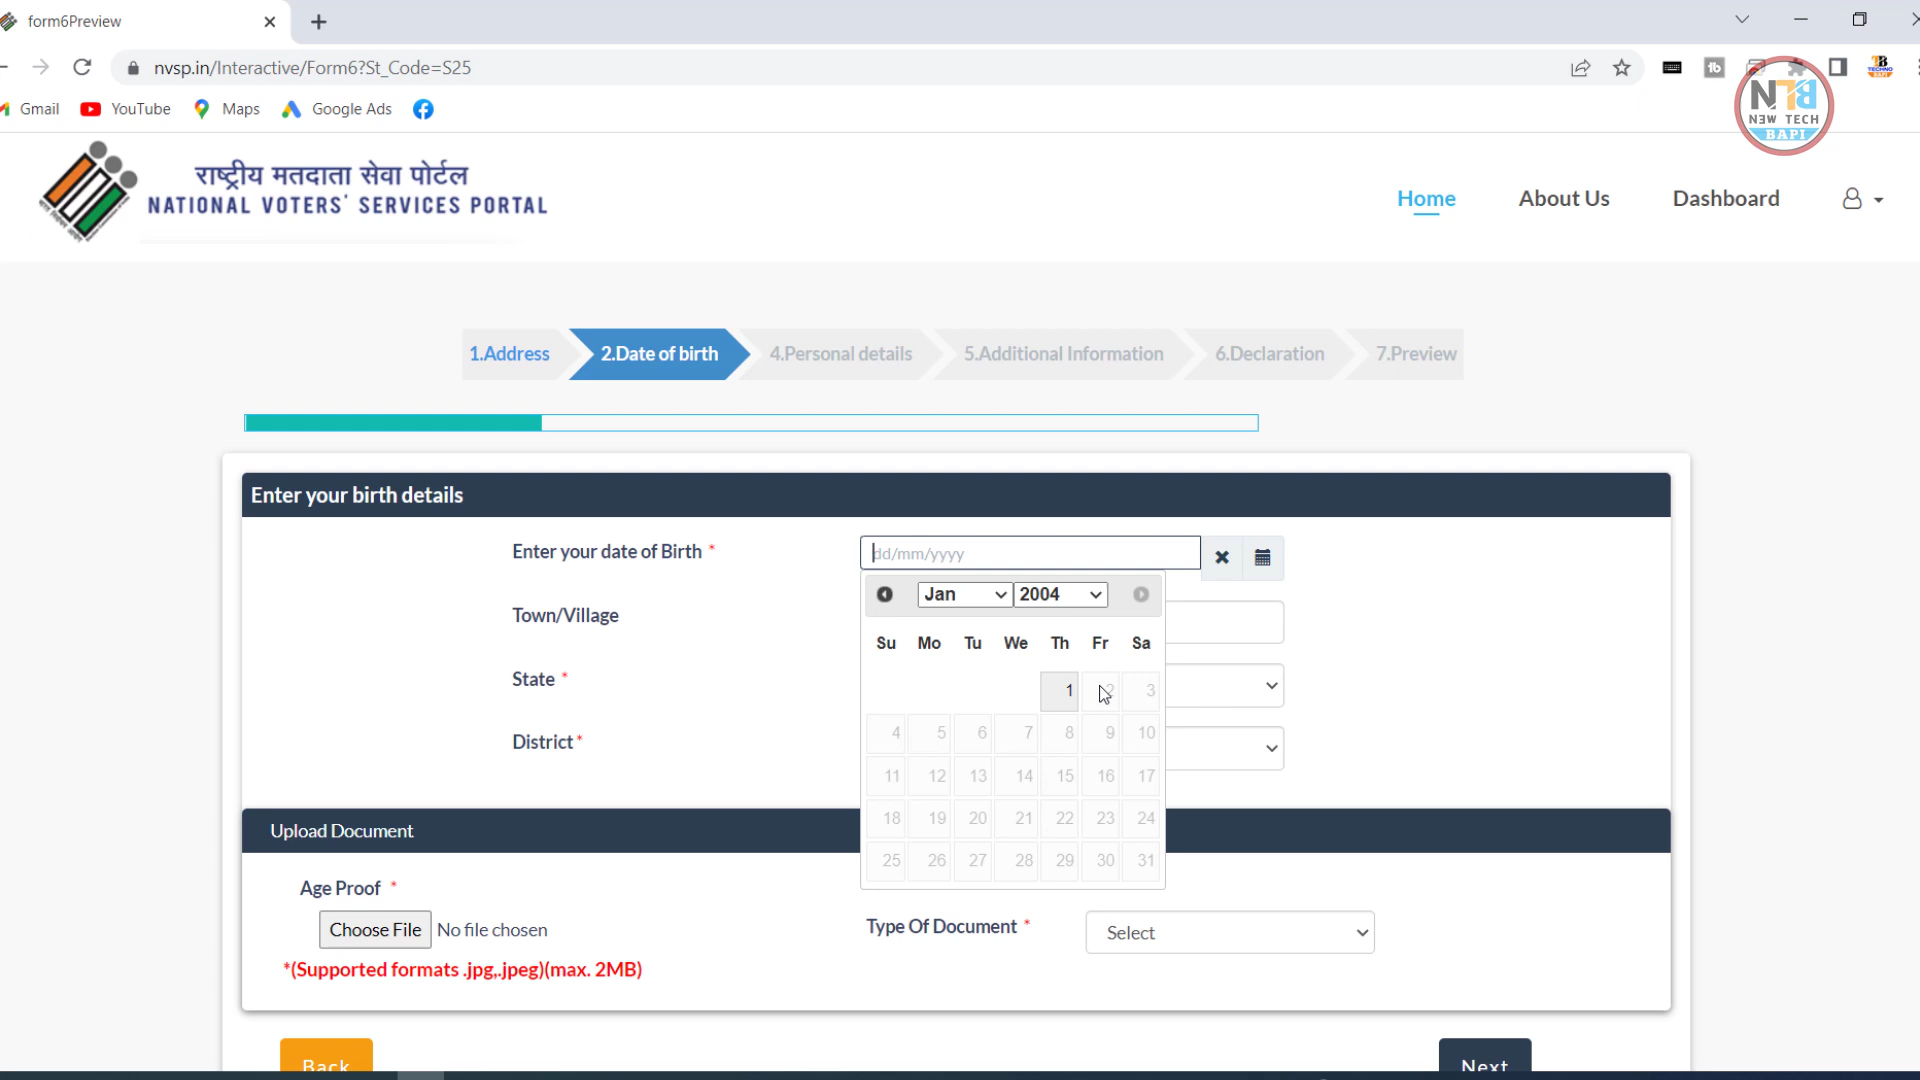 form6Preview
nvsp.in/Interactive/Form6?St_Code=S25
Gmail YouTube Maps Google Ads
N3W TECH
BAPI
राष्ट्रीय मतदाता सेवा पोर्टल
NATIONAL VOTERS' SERVICES PORTAL
Home About Us Dashboard
1.Address 2.Date of birth 4.Personal details 5.Additional Information 6.Declaration 7.Preview
Enter your birth details
Enter your date of Birth * dd/mm/yyyy
Jan 2004
Town/Village
Su Mo Tu We Th Fr Sa
State *
1 2 3
4 5 6 7 8 9 10
District *
11 12 13 14 15 16 17
18 19 20 21 22 23 24
Upload Document
25 26 27 28 29 30 31
Age Proof *
Choose File No file chosen
Type Of Document * Select
*(Supported formats .jpg,.jpeg)(max. 2MB)
Back Next